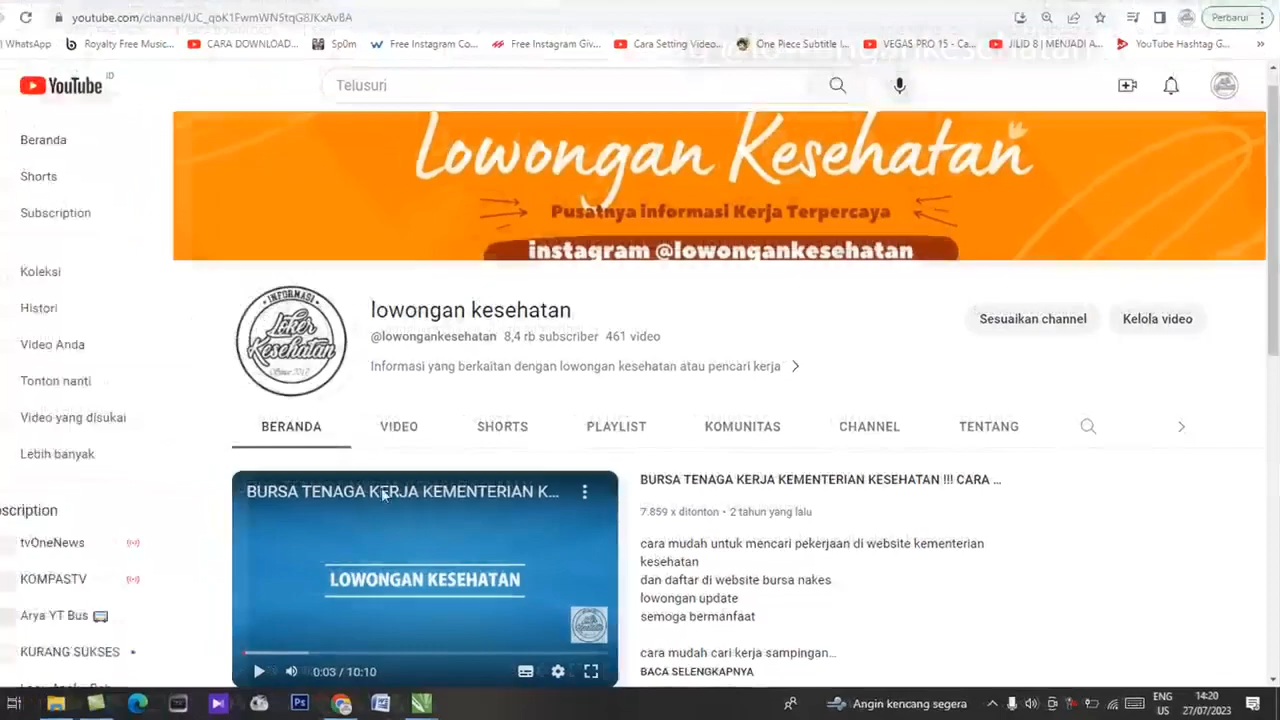 youtube.com/channel/UC_qoK1FwmWN5tqG8JKxAvBA
Perbarui
WhatsApp
Royalty Free Music...
CARA DOWNLOAD...
Sp0m
Free Instagram Co...
Free Instagram Giv...
Cara Setting Video...
One Piece Subtitle I...
VEGAS PRO 15 - Ca...
JILID 8 | MENJADI A...
YouTube Hashtag G...
YouTube ID
Telusuri
Beranda
Shorts
Subscription
Koleksi
Histori
Video Anda
Tonton nanti
Video yang disukai
Lebih banyak
scription
tvOneNews
KOMPASTV
Arya YT Bus
KURANG SUKSES
Lowongan Kesehatan
Pusatnya informasi Kerja Terpercaya
instagram @lowongankesehatan
INFORMASI
Loker
Kesehatan
Since 2017
lowongan kesehatan
@lowongankesehatan 8,4 rb subscriber 461 video
Informasi yang berkaitan dengan lowongan kesehatan atau pencari kerja
Sesuaikan channel
Kelola video
BERANDA VIDEO SHORTS PLAYLIST KOMUNITAS CHANNEL TENTANG
BURSA TENAGA KERJA KEMENTERIAN K...
LOWONGAN KESEHATAN
0:03 / 10:10
BURSA TENAGA KERJA KEMENTERIAN KESEHATAN !!! CARA ...
7.859 x ditonton • 2 tahun yang lalu
cara mudah untuk mencari pekerjaan di website kementerian
kesehatan
dan daftar di website bursa nakes
lowongan update
semoga bermanfaat
cara mudah cari kerja sampingan...
BACA SELENGKAPNYA
Ps
Angin kencang segera
ENG
US
14:20
27/07/2023